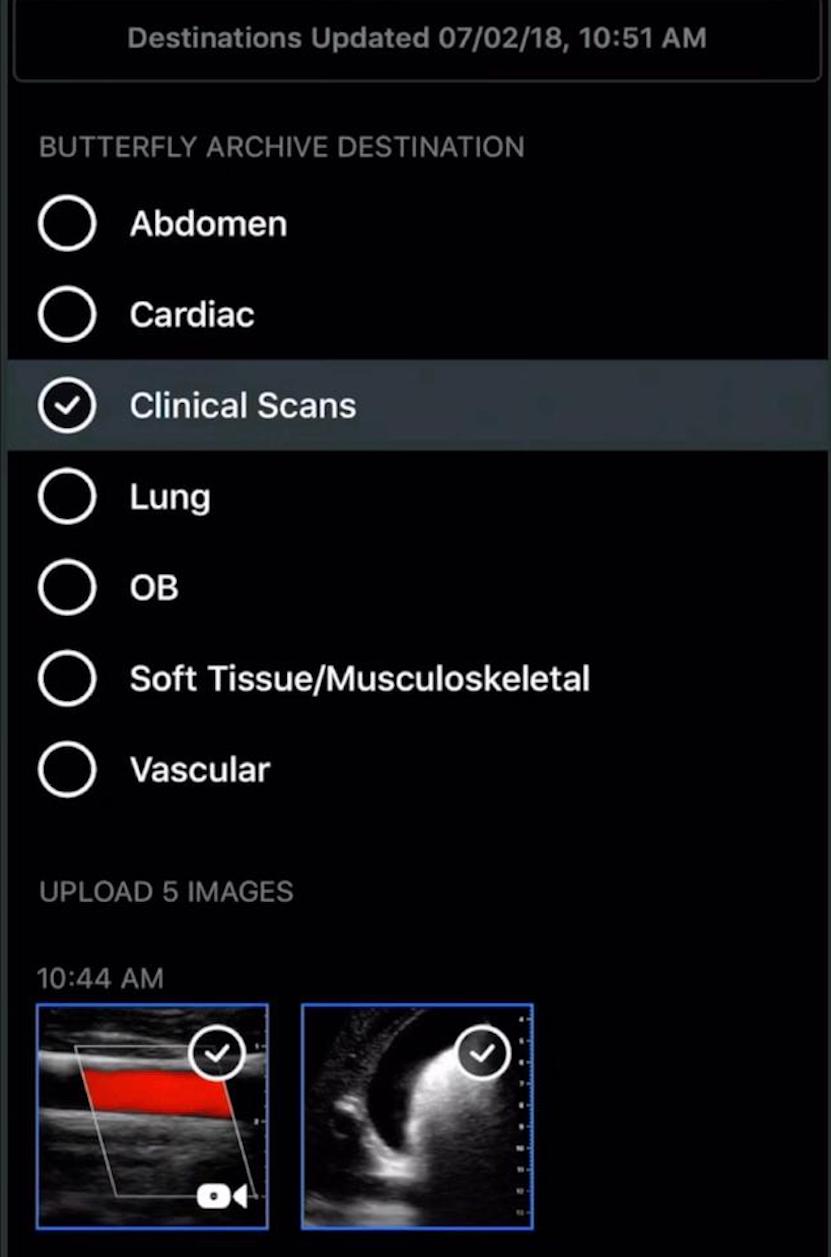 Destinations Updated 07/02/18, 10:51 AM
BUTTERFLY ARCHIVE DESTINATION
Abdomen
Cardiac
Clinical Scans
Lung
OB
Soft Tissue/Musculoskeletal
Vascular
UPLOAD 5 IMAGES
10:44 AM